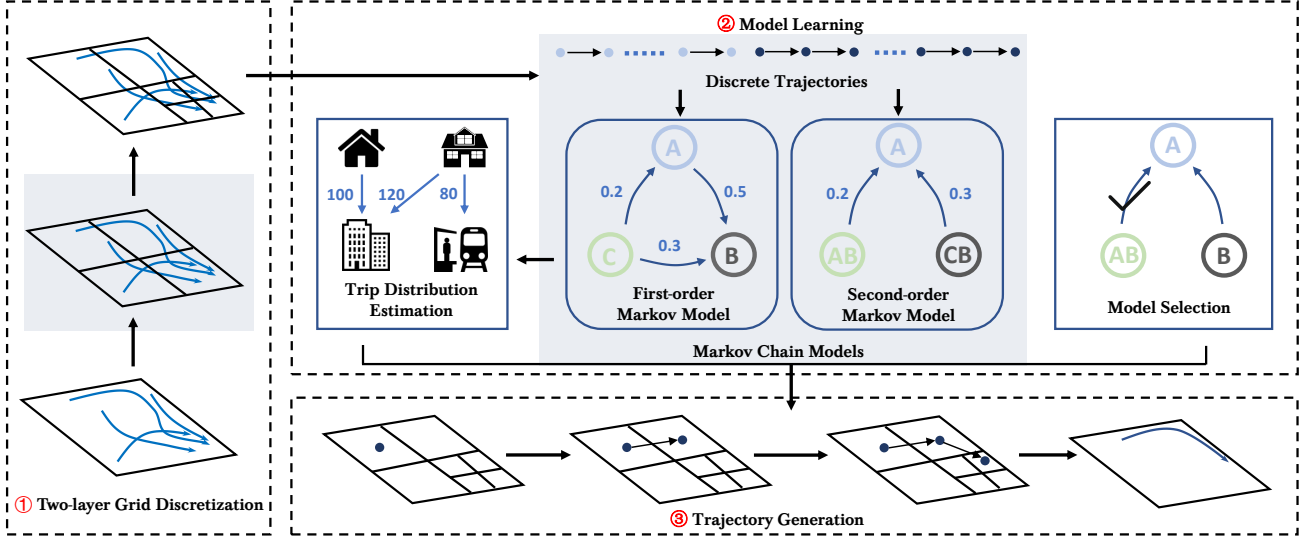 ② Model Learning
Discrete Trajectories
100
120
80
Trip Distribution
Estimation
A
0.2
0.5
C
0.3
B
First-order
Markov Model
A
0.2
0.3
AB
CB
Second-order
Markov Model
A
AB
B
Model Selection
Markov Chain Models
① Two-layer Grid Discretization
③ Trajectory Generation